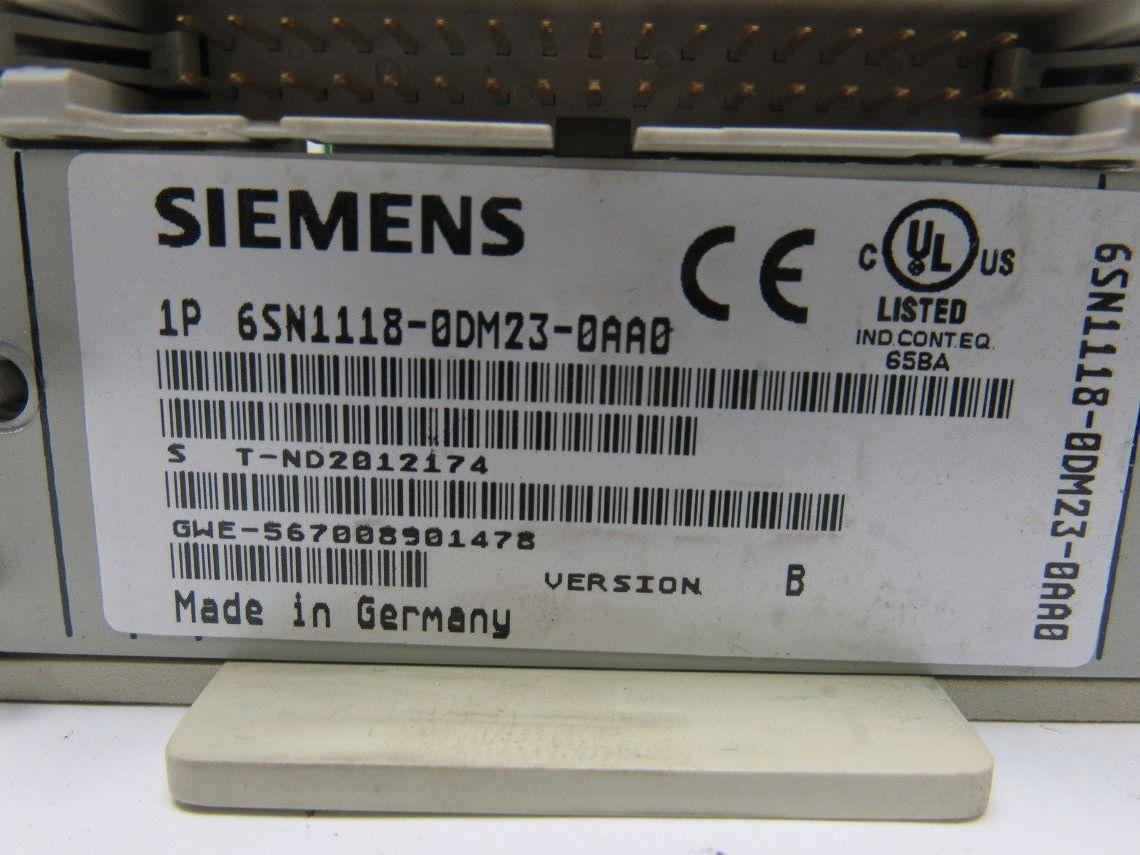 SIEMENS
CE
C UL US
LISTED
IND.CONT.EQ.
65BA
1P 6SN1118-0DM23-0AA0
S T-ND2012174
GWE-567008901478
VERSION B
Made in Germany
6SN1118-0DM23-0AA0